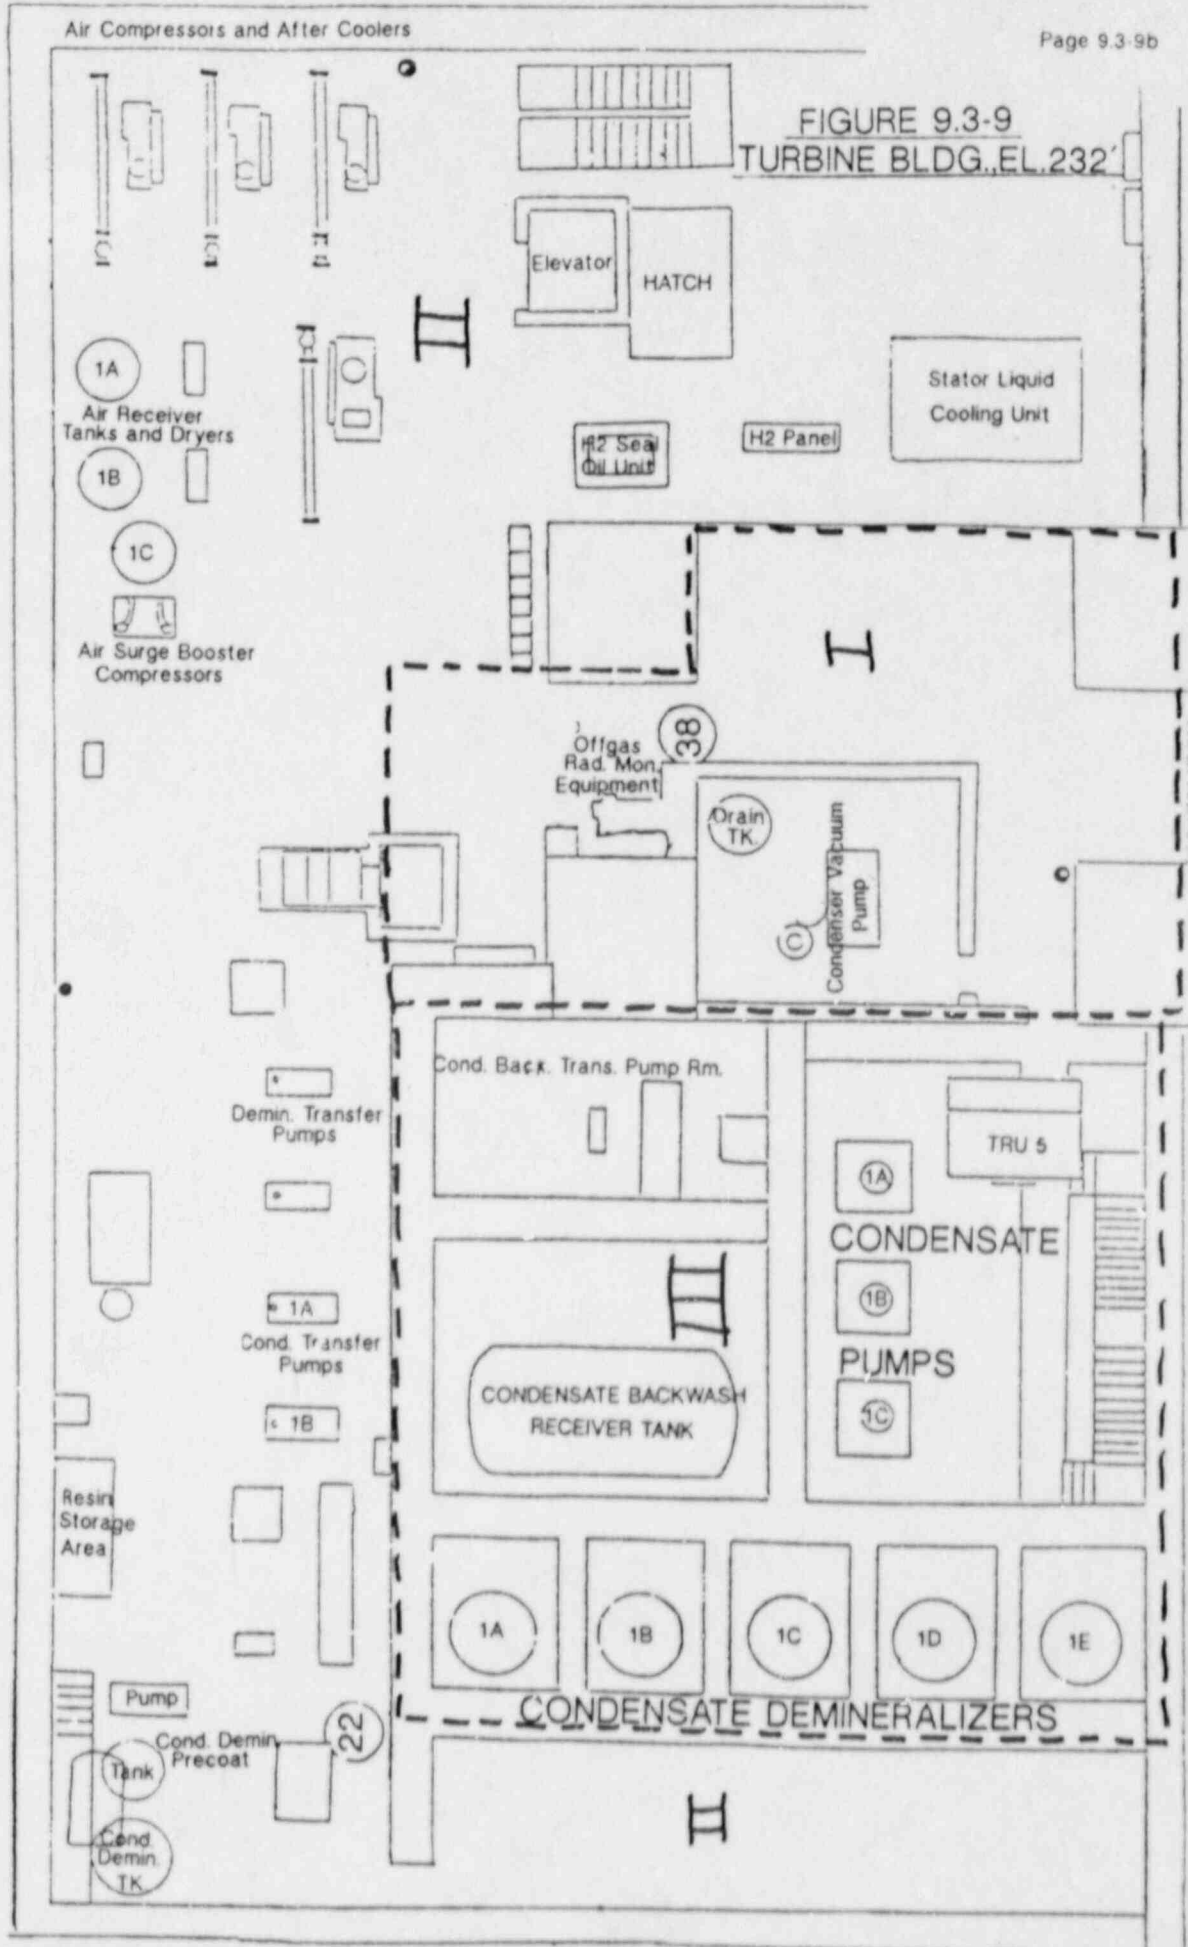 Air Compressors and After Coolers
Page 9.3-9b
FIGURE 9.3-9
TURBINE BLDG.,EL.232'
Elevator
HATCH
1A
Air Receiver
Tanks and Dryers
1B
1C
Stator Liquid
Cooling Unit
H2 Seal
Oil Unit
H2 Panel
II
Air Surge Booster
Compressors
I
38
Offgas
Rad. Mon.
Equipment
Drain
TK.
Condenser Vacuum
Pump
Cond. Back. Trans. Pump Rm.
Demin. Transfer
Pumps
TRU 5
1A
CONDENSATE
1B
PUMPS
1C
1A
Cond. Transfer
Pumps
1B
III
CONDENSATE BACKWASH
RECEIVER TANK
Resin
Storage
Area
1A
1B
1C
1D
1E
CONDENSATE DEMINERALIZERS
Pump
22
Cond. Demin.
Precoat
Tank
Cond.
Demin.
TK
II